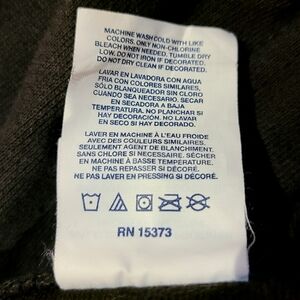 MACHINE WASH COLD WITH LIKE
COLORS. ONLY NON-CHLORINE
BLEACH WHEN NEEDED. TUMBLE DRY
LOW. DO NOT IRON IF DECORATED.
DO NOT DRY CLEAN IF DECORATED.
LAVAR EN LAVADORA CON AGUA
FRIA CON COLORES SIMILARES.
SÓLO BLANQUEADOR SIN CLORO
CUANDO SEA NECESARIO. SECAR
EN SECADORA A BAJA
TEMPERATURA. NO PLANCHAR SI
HAY DECORACIÓN. NO LAVAR
EN SECO SI HAY DECORADO.
LAVER EN MACHINE À L'EAU FROIDE
AVEC DES COULEURS SIMILAIRES.
SEULEMENT AGENT DE BLANCHIMENT
SANS CHLORE SI NÉCESSAIRE. SÉCHER
EN MACHINE À BASSE TEMPÉRATURE.
NE PAS REPASSER SI DÉCORÉ.
NE PAS LAVER EN PRESSING SI DÉCORÉ.
RN 15373